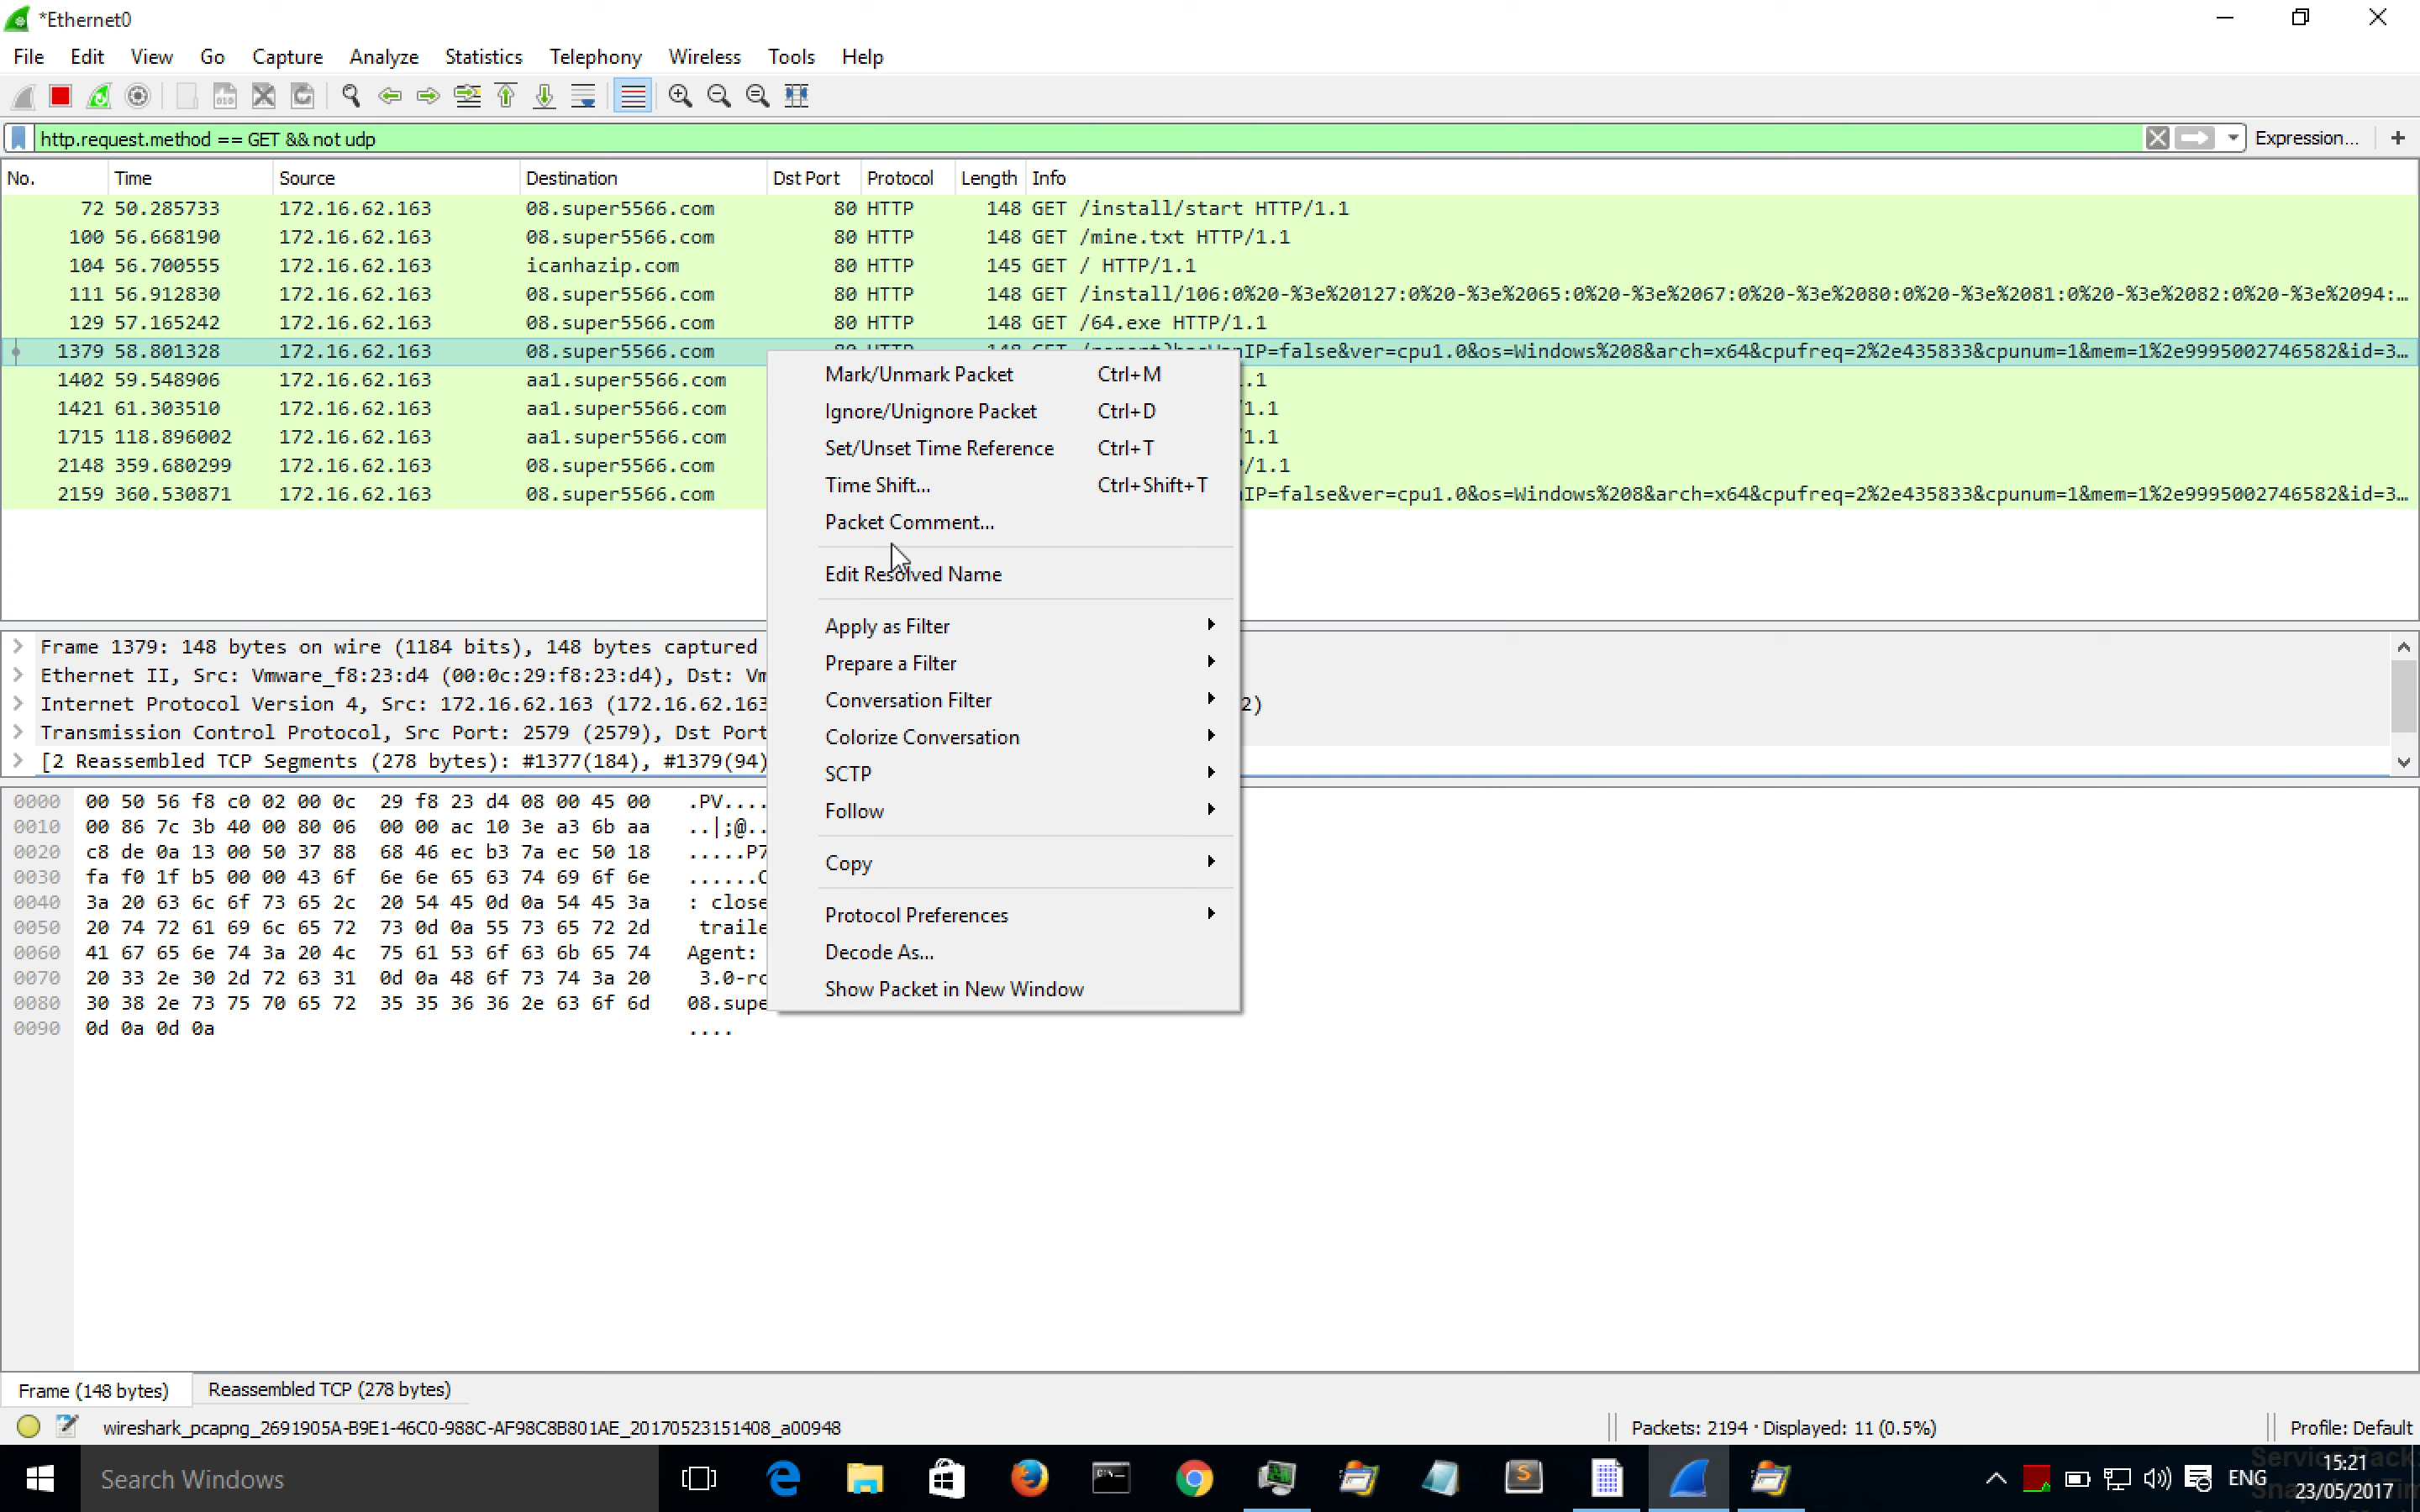 *Ethernet0
File Edit View Go Capture Analyze Statistics Telephony Wireless Tools Help
http.request.method == GET && not udp Expression... +
No. Time Source Destination Dst Port Protocol Length Info
72 50.285733 172.16.62.163 08.super5566.com 80 HTTP 148 GET /install/start HTTP/1.1
100 56.668190 172.16.62.163 08.super5566.com 80 HTTP 148 GET /mine.txt HTTP/1.1
104 56.700555 172.16.62.163 icanhazip.com 80 HTTP 145 GET / HTTP/1.1
111 56.912830 172.16.62.163 08.super5566.com 80 HTTP 148 GET /install/106:0%20-%3e%20127:0%20-%3e%2065:0%20-%3e%2067:0%20-%3e%2080:0%20-%3e%2081:0%20-%3e%2082:0%20-%3e%2094:...
129 57.165242 172.16.62.163 08.super5566.com 80 HTTP 148 GET /64.exe HTTP/1.1
1379 58.801328 172.16.62.163 08.super5566.com IP=false&ver=cpu1.0&os=Windows%208&arch=x64&cpufreq=2%2e435833&cpunum=1&mem=1%2e9995002746582&id=3...
1402 59.548906 172.16.62.163 aa1.super5566.com .1
1421 61.303510 172.16.62.163 aa1.super5566.com /1.1
1715 118.896002 172.16.62.163 aa1.super5566.com /1.1
2148 359.680299 172.16.62.163 08.super5566.com /1.1
2159 360.530871 172.16.62.163 08.super5566.com IP=false&ver=cpu1.0&os=Windows%208&arch=x64&cpufreq=2%2e435833&cpunum=1&mem=1%2e9995002746582&id=3...
Mark/Unmark Packet Ctrl+M
Ignore/Unignore Packet Ctrl+D
Set/Unset Time Reference Ctrl+T
Time Shift... Ctrl+Shift+T
Packet Comment...
Edit Resolved Name
Apply as Filter
Prepare a Filter
Conversation Filter
Colorize Conversation
SCTP
Follow
Copy
Protocol Preferences
Decode As...
Show Packet in New Window
Frame 1379: 148 bytes on wire (1184 bits), 148 bytes captured
Ethernet II, Src: Vmware_f8:23:d4 (00:0c:29:f8:23:d4), Dst: Vm
Internet Protocol Version 4, Src: 172.16.62.163 (172.16.62.163 2)
Transmission Control Protocol, Src Port: 2579 (2579), Dst Port
[2 Reassembled TCP Segments (278 bytes): #1377(184), #1379(94)
0000 00 50 56 f8 c0 02 00 0c 29 f8 23 d4 08 00 45 00 .PV....
0010 00 86 7c 3b 40 00 80 06 00 00 ac 10 3e a3 6b aa ..|;@..
0020 c8 de 0a 13 00 50 37 88 68 46 ec b3 7a ec 50 18 .....P7
0030 fa f0 1f b5 00 00 43 6f 6e 6e 65 63 74 69 6f 6e ......C
0040 3a 20 63 6c 6f 73 65 2c 20 54 45 0d 0a 54 45 3a : close
0050 20 74 72 61 69 6c 65 72 73 0d 0a 55 73 65 72 2d traile
0060 41 67 65 6e 74 3a 20 4c 75 61 53 6f 63 6b 65 74 Agent:
0070 20 33 2e 30 2d 72 63 31 0d 0a 48 6f 73 74 3a 20 3.0-rc
0080 30 38 2e 73 75 70 65 72 35 35 36 36 2e 63 6f 6d 08.supe
0090 0d 0a 0d 0a ....
Frame (148 bytes) Reassembled TCP (278 bytes)
wireshark_pcapng_2691905A-B9E1-46C0-988C-AF98C8B801AE_20170523151408_a00948 Packets: 2194 · Displayed: 11 (0.5%) Profile: Default
Search Windows ENG 15:21
23/05/2017